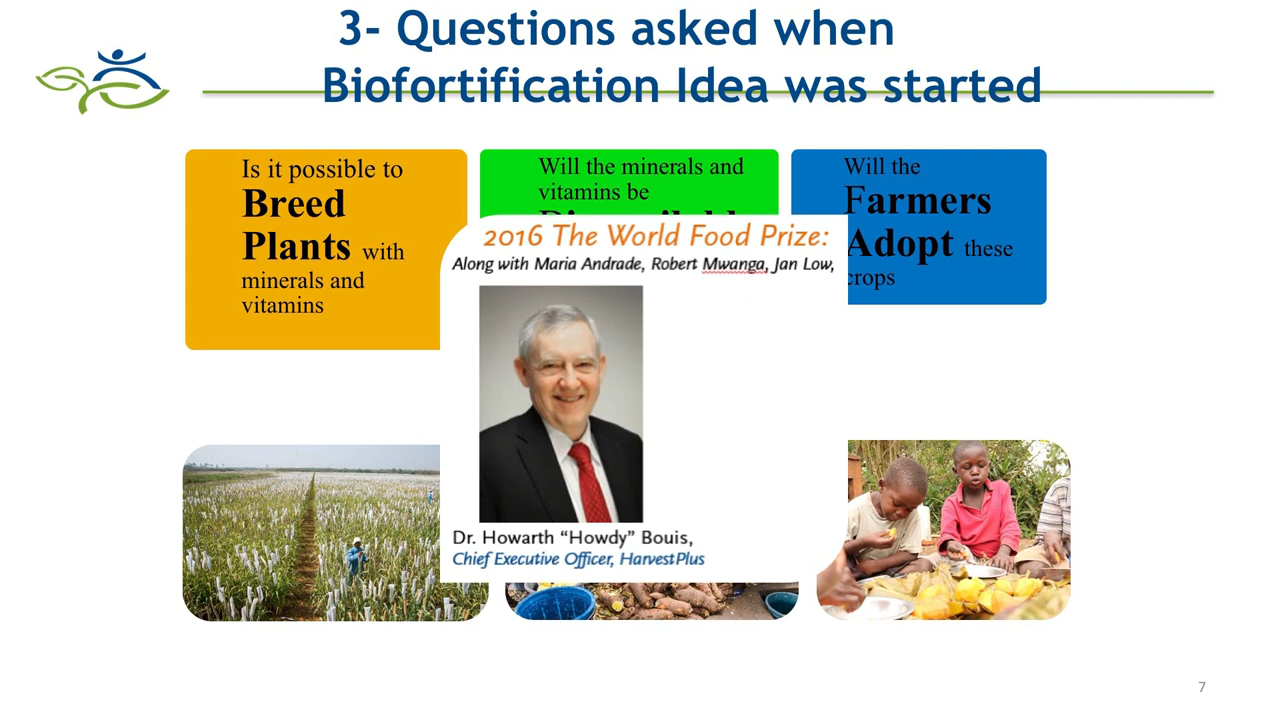 3- Questions asked when
Biofortification Idea was started
Is it possible to
Breed
Plants with
minerals and
vitamins
Will the minerals and
vitamins be
Will the
Farmers
Adopt these
crops
2016 The World Food Prize:
Along with Maria Andrade, Robert Mwanga, Jan Low,
Dr. Howarth “Howdy” Bouis,
Chief Executive Officer, HarvestPlus
7